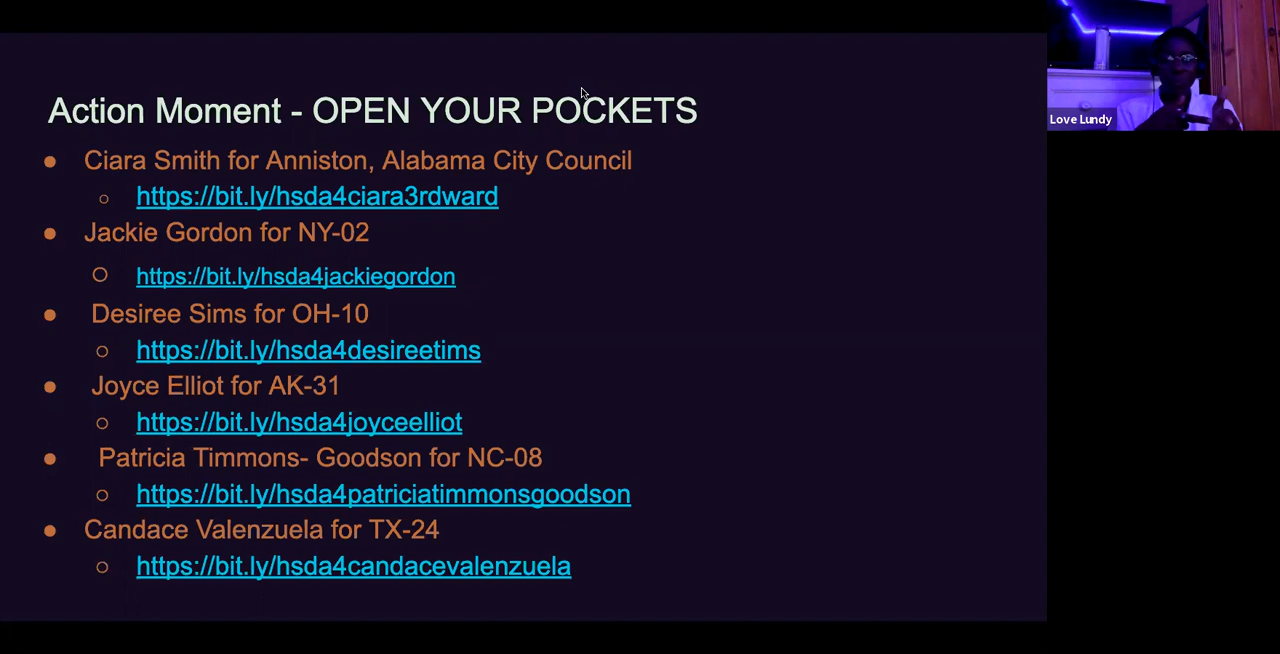 Action Moment - OPEN YOUR POCKETS
Ciara Smith for Anniston, Alabama City Council
https://bit.ly/hsda4ciara3rdward
Jackie Gordon for NY-02
https://bit.ly/hsda4jackiegordon
Desiree Sims for OH-10
https://bit.ly/hsda4desireetims
Joyce Elliot for AK-31
https://bit.ly/hsda4joyceelliot
Patricia Timmons- Goodson for NC-08
https://bit.ly/hsda4patriciatimmonsgoodson
Candace Valenzuela for TX-24
https://bit.ly/hsda4candacevalenzuela
Love Lundy